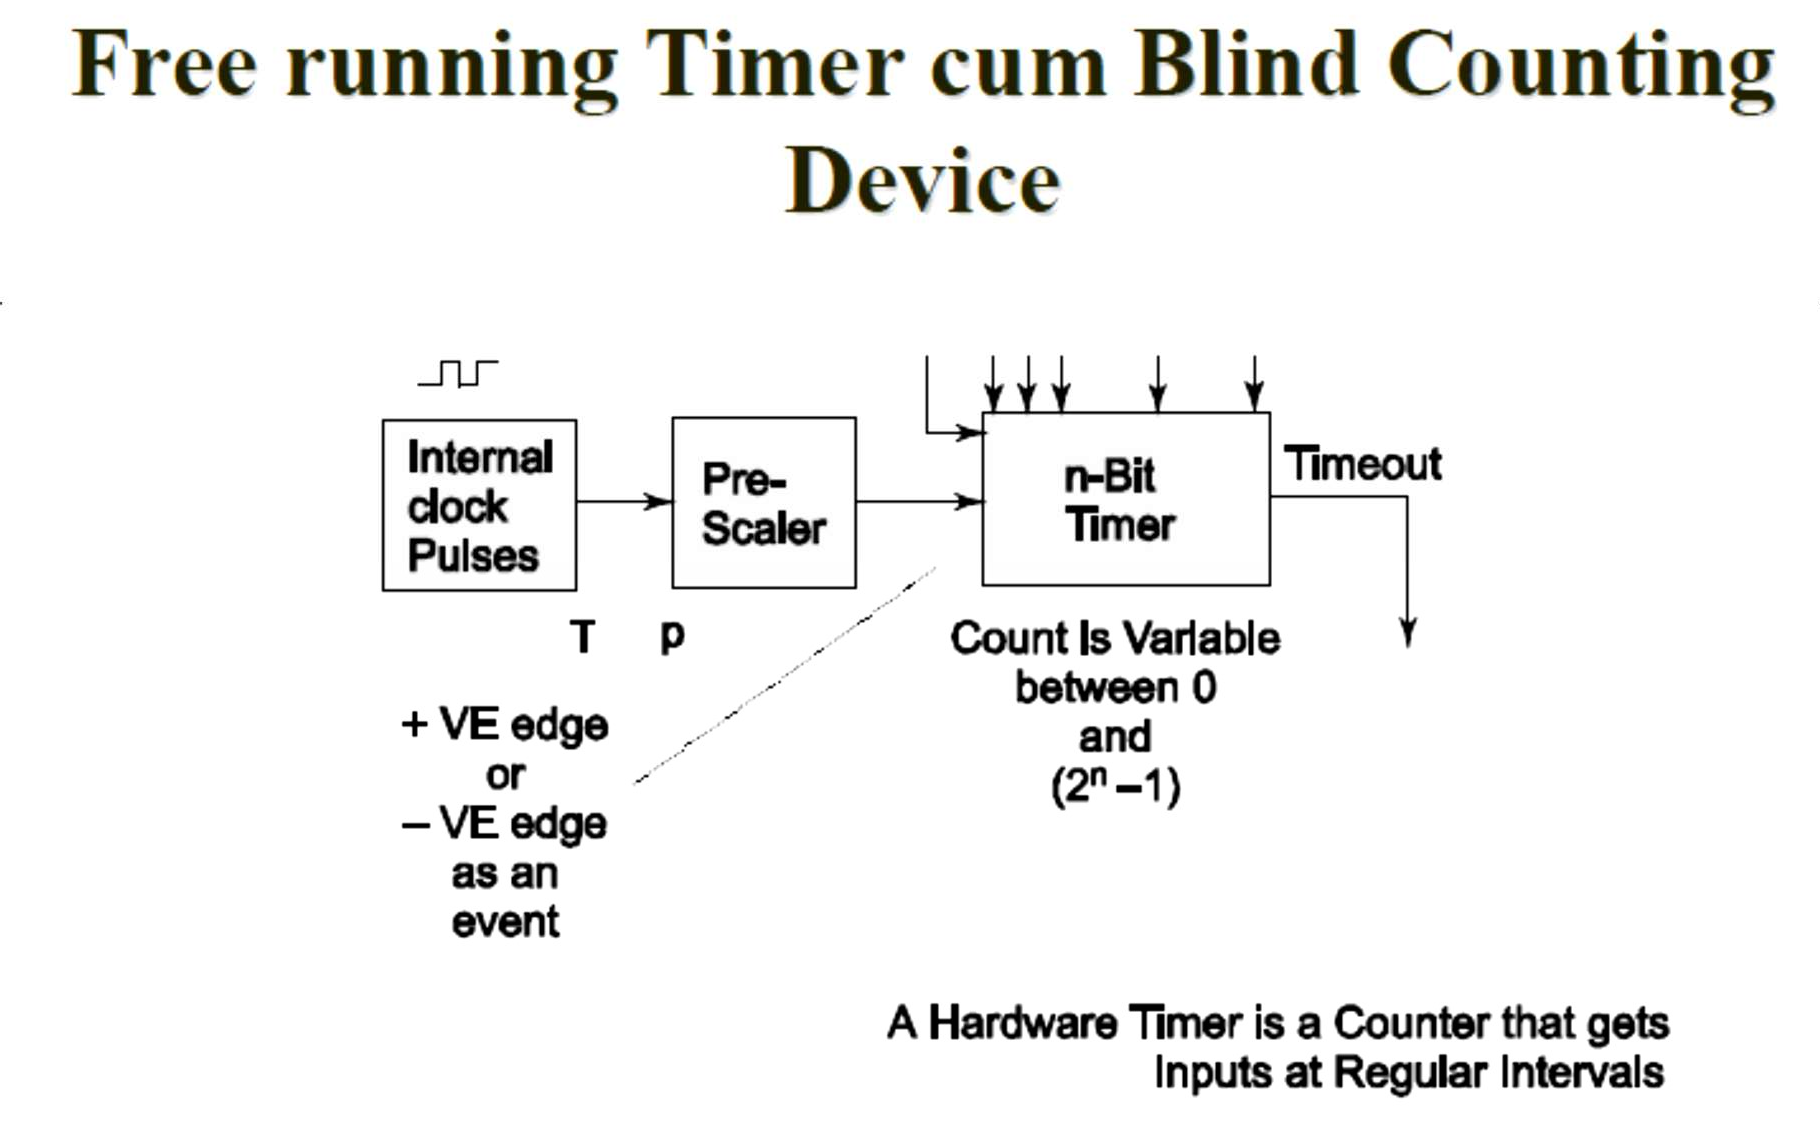 Free running Timer cum Blind Counting
Device
Internal
clock
Pulses
Pre-
Scaler
n-Bit
Timer
Timeout
T p
+ VE edge
or
– VE edge
as an
event
Count Is Variable
between 0
and
(2ⁿ –1)
A Hardware Timer is a Counter that gets
Inputs at Regular Intervals